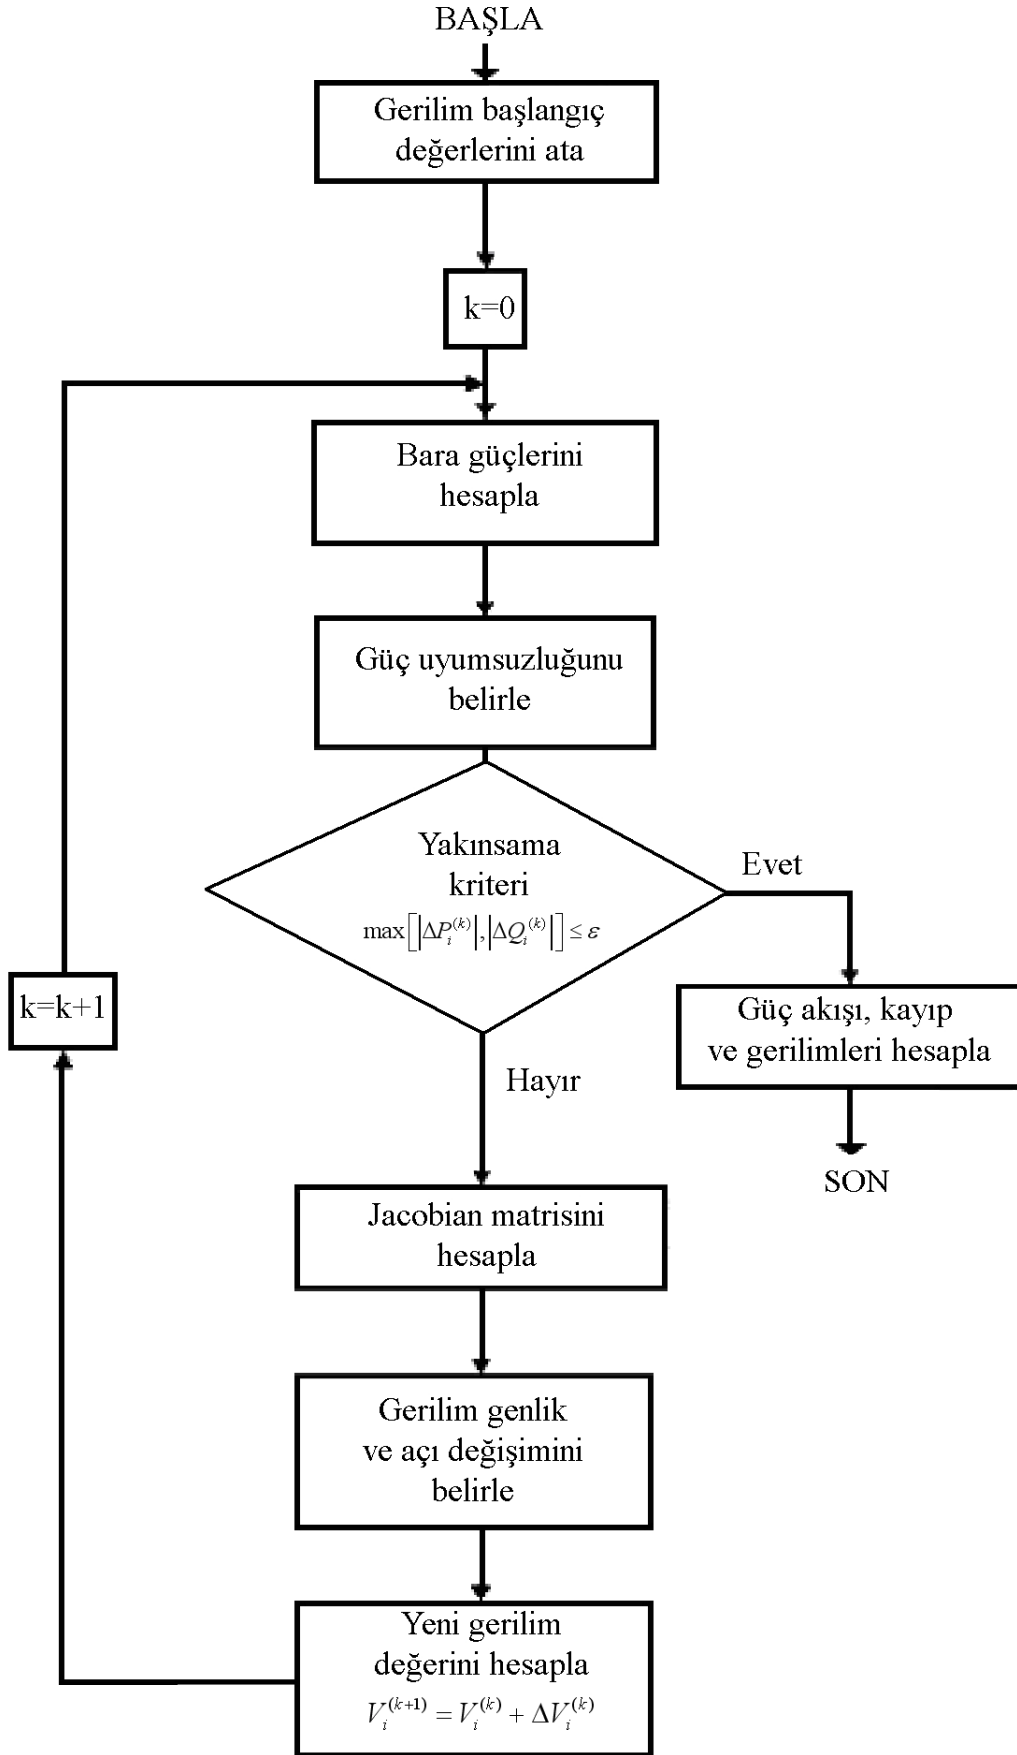 BAŞLA
Gerilim başlangıç
değerlerini ata
k=0
Bara güçlerini
hesapla
Güç uyumsuzluğunu
belirle
Yakınsama
kriteri
max[|ΔP_i^(k)|,|ΔQ_i^(k)|] ≤ ε
Evet
Güç akışı, kayıp
ve gerilimleri hesapla
SON
Hayır
k=k+1
Jacobian matrisini
hesapla
Gerilim genlik
ve açı değişimini
belirle
Yeni gerilim
değerini hesapla
V_i^(k+1) = V_i^(k) + ΔV_i^(k)